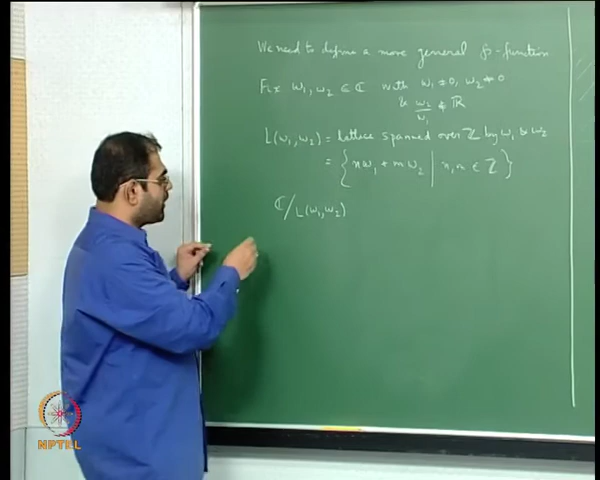 We need to define a more general ℘-function
Fix ω₁, ω₂ ∈ ℂ with ω₁ ≠ 0, ω₂ ≠ 0
& ω₂/ω₁ ∉ ℝ
L(ω₁, ω₂) = lattice spanned over ℤ by ω₁ & ω₂
= { nω₁ + mω₂ | n, m ∈ ℤ }
ℂ/L(ω₁, ω₂)
NPTEL